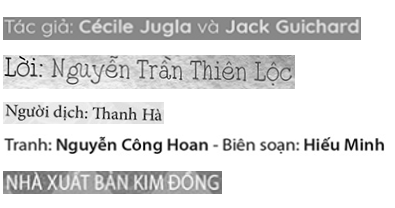 Tác giả: Cécile Jugla và Jack Guichard
Lời: Nguyễn Trần Thiên Lộc
Người dịch: Thanh Hà
Tranh: Nguyễn Công Hoan - Biên soạn: Hiếu Minh
NHÀ XUẤT BẢN KIM ĐỒNG